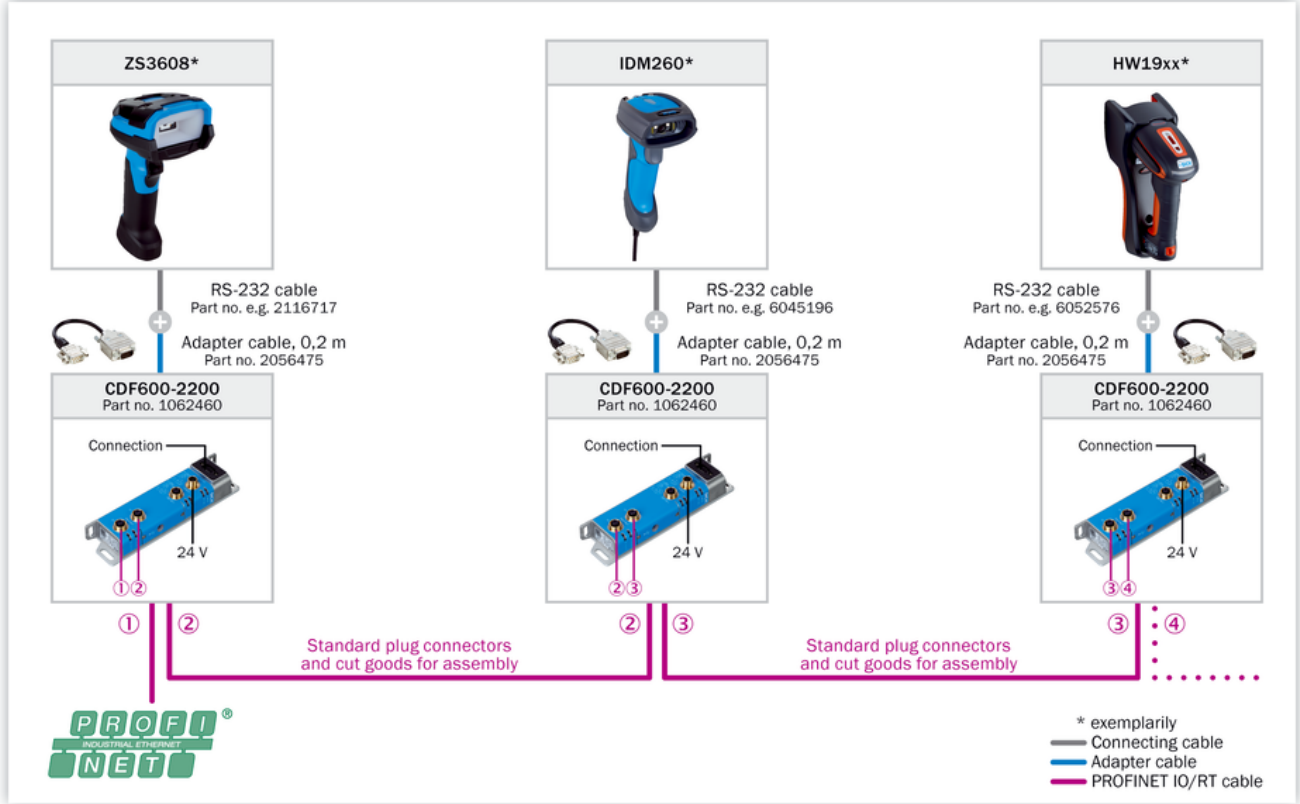 ZS3608*
IDM260*
HW19xx*
RS-232 cable
Part no. e.g. 2116717
Adapter cable, 0,2 m
Part no. 2056475
RS-232 cable
Part no. e.g. 6045196
Adapter cable, 0,2 m
Part no. 2056475
RS-232 cable
Part no. e.g. 6052576
Adapter cable, 0,2 m
Part no. 2056475
CDF600-2200
Part no. 1062460
Connection
24 V
①②
CDF600-2200
Part no. 1062460
Connection
24 V
②③
CDF600-2200
Part no. 1062460
Connection
24 V
③④
① ②
Standard plug connectors
and cut goods for assembly
② ③
Standard plug connectors
and cut goods for assembly
③ ④
PROFI®
INDUSTRIAL ETHERNET
NET
* exemplarily
Connecting cable
Adapter cable
PROFINET IO/RT cable